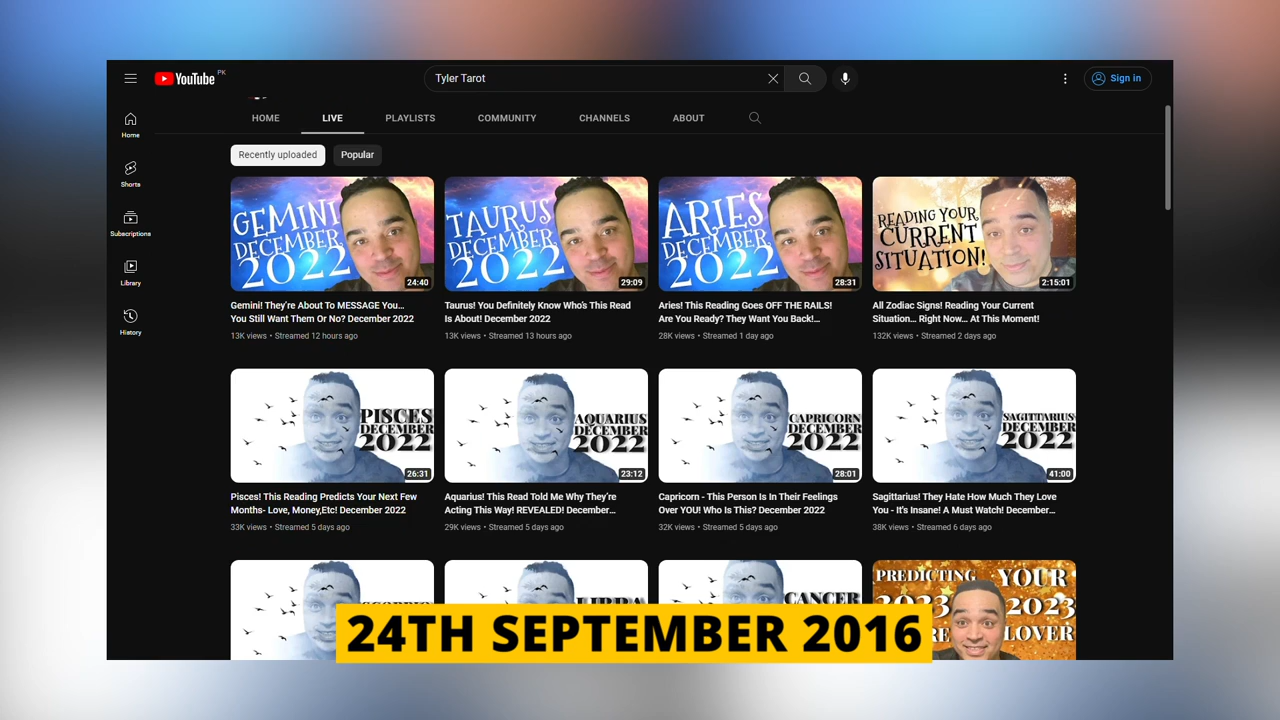 YouTube PK
Tyler Tarot
Sign in
HOME
LIVE
PLAYLISTS
COMMUNITY
CHANNELS
ABOUT
Home
Shorts
Subscriptions
Library
History
Recently uploaded
Popular
GEMINI
DECEMBER
2022
24:40
TAURUS
DECEMBER
2022
29:09
ARIES
DECEMBER
2022
28:31
READING YOUR
CURRENT
SITUATION!
2:15:01
Gemini! They're About To MESSAGE You...
You Still Want Them Or No? December 2022
13K views • Streamed 12 hours ago
Taurus! You Definitely Know Who's This Read
Is About! December 2022
13K views • Streamed 13 hours ago
Aries! This Reading Goes OFF THE RAILS!
Are You Ready? They Want You Back!...
28K views • Streamed 1 day ago
All Zodiac Signs! Reading Your Current
Situation... Right Now... At This Moment!
132K views • Streamed 2 days ago
PISCES
DECEMBER
2022
26:31
AQUARIUS
DECEMBER
2022
23:12
CAPRICORN
DECEMBER
2022
28:01
SAGITTARIUS
DECEMBER
2022
41:00
Pisces! This Reading Predicts Your Next Few
Months- Love, Money,Etc! December 2022
33K views • Streamed 5 days ago
Aquarius! This Read Told Me Why They're
Acting This Way! REVEALED! December...
29K views • Streamed 5 days ago
Capricorn - This Person Is In Their Feelings
Over YOU! Who Is This? December 2022
32K views • Streamed 5 days ago
Sagittarius! They Hate How Much They Love
You - It's Insane! A Must Watch! December...
38K views • Streamed 6 days ago
CANCER
PREDICTING YOUR
2023 2023
LOVER
24TH SEPTEMBER 2016